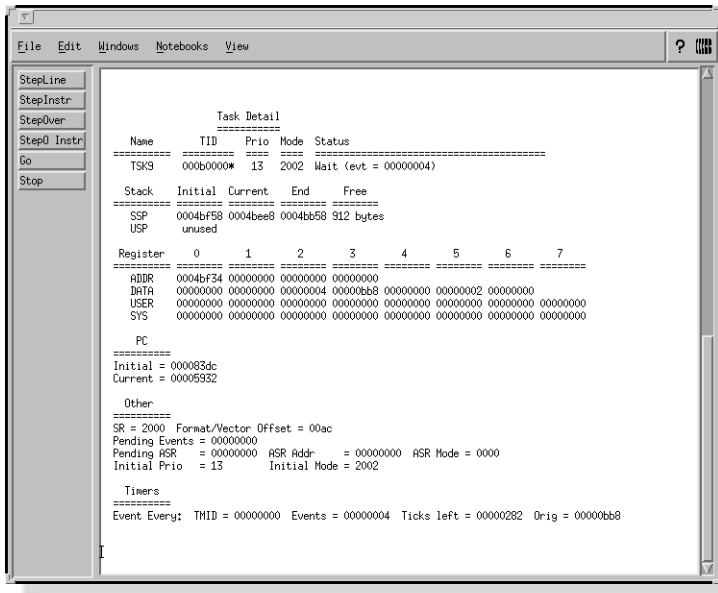 File Edit Windows Notebooks View ?
StepLine
StepInstr
StepOver
StepO Instr
Go
Stop
Task Detail
===========
Name TID Prio Mode Status
========== ========= ==== ==== ========================================
TSK9 000b0000* 13 2002 Wait (evt = 00000004)
Stack Initial Current End Free
========== ======== ======== ======== ========
SSP 0004bf58 0004bee8 0004bb58 912 bytes
USP unused
Register 0 1 2 3 4 5 6 7
========== ======== ======== ======== ======== ======== ======== ======== ========
ADDR 0004bf34 00000000 00000000 00000000
DATA 00000000 00000000 00000004 00000bb8 00000000 00000002 00000000
USER 00000000 00000000 00000000 00000000 00000000 00000000 00000000 00000000
SYS 00000000 00000000 00000000 00000000 00000000 00000000 00000000 00000000
PC
==========
Initial = 000083dc
Current = 00005932
Other
==========
SR = 2000 Format/Vector Offset = 00ac
Pending Events = 00000000
Pending ASR = 00000000 ASR Addr = 00000000 ASR Mode = 0000
Initial Prio = 13 Initial Mode = 2002
Timers
==========
Event Every: TMID = 00000000 Events = 00000004 Ticks left = 00000282 Orig = 00000bb8